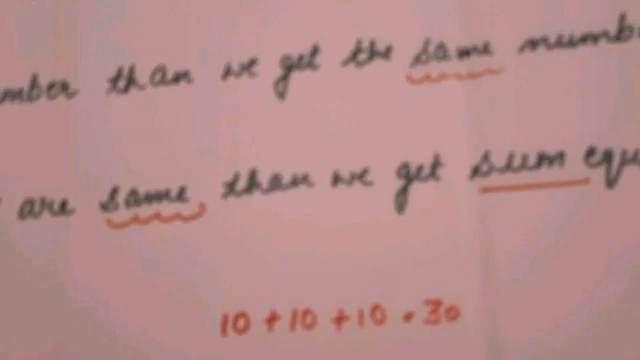 mber than we get the same numb
are same than we get sum equ
10 + 10 + 10 = 30